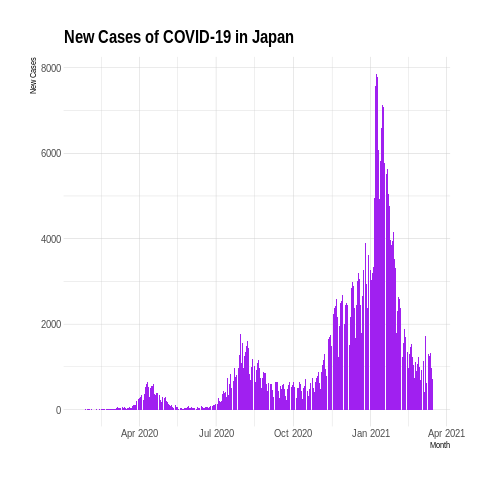 New Cases of COVID-19 in Japan
New Cases
8000
6000
4000
2000
0
Apr 2020 Jul 2020 Oct 2020 Jan 2021 Apr 2021
Month